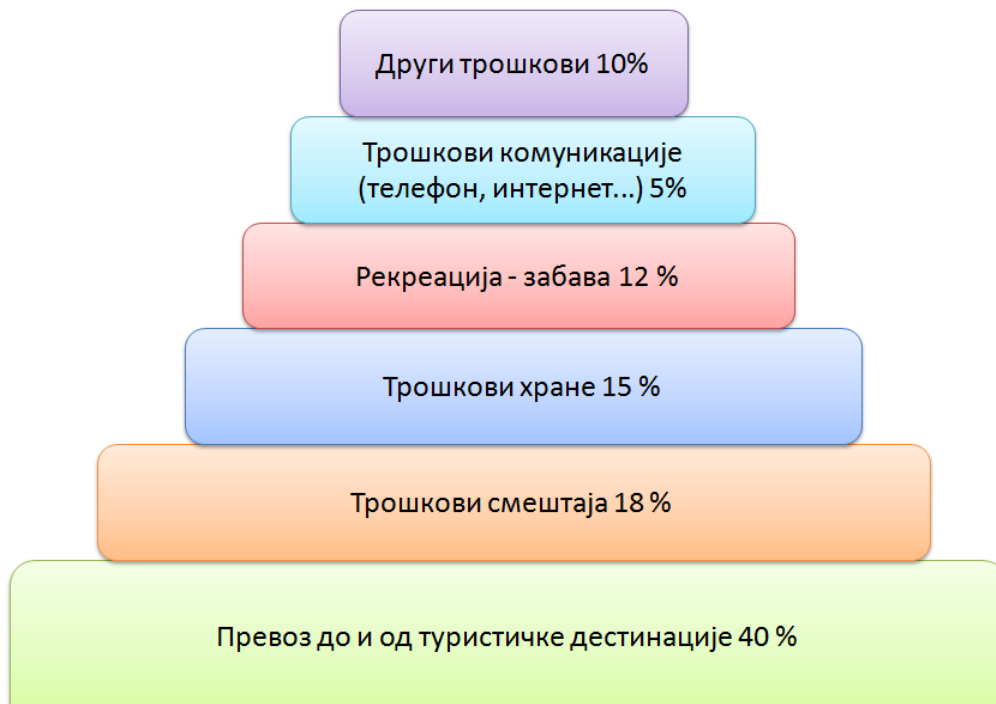 Други трошкови 10%
Трошкови комуникације
(телефон, интернет...) 5%
Рекреација - забава 12 %
Трошкови хране 15 %
Трошкови смештаја 18 %
Превоз до и од туристичке дестинације 40 %